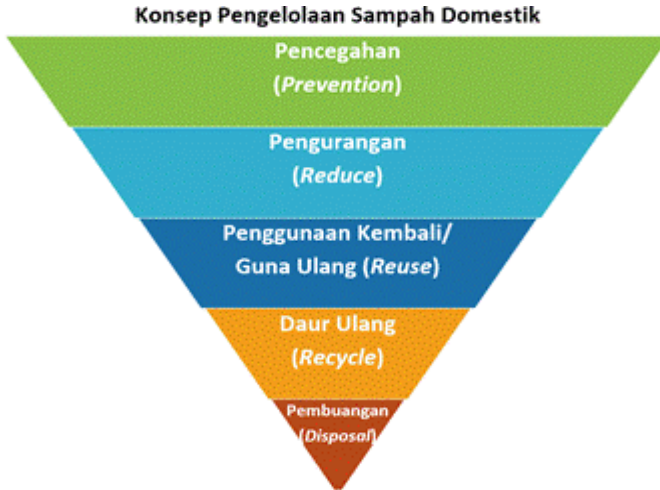 Konsep Pengelolaan Sampah Domestik
Pencegahan
(Prevention)
Pengurangan
(Reduce)
Penggunaan Kembali/
Guna Ulang (Reuse)
Daur Ulang
(Recycle)
Pembuangan
(Disposal)